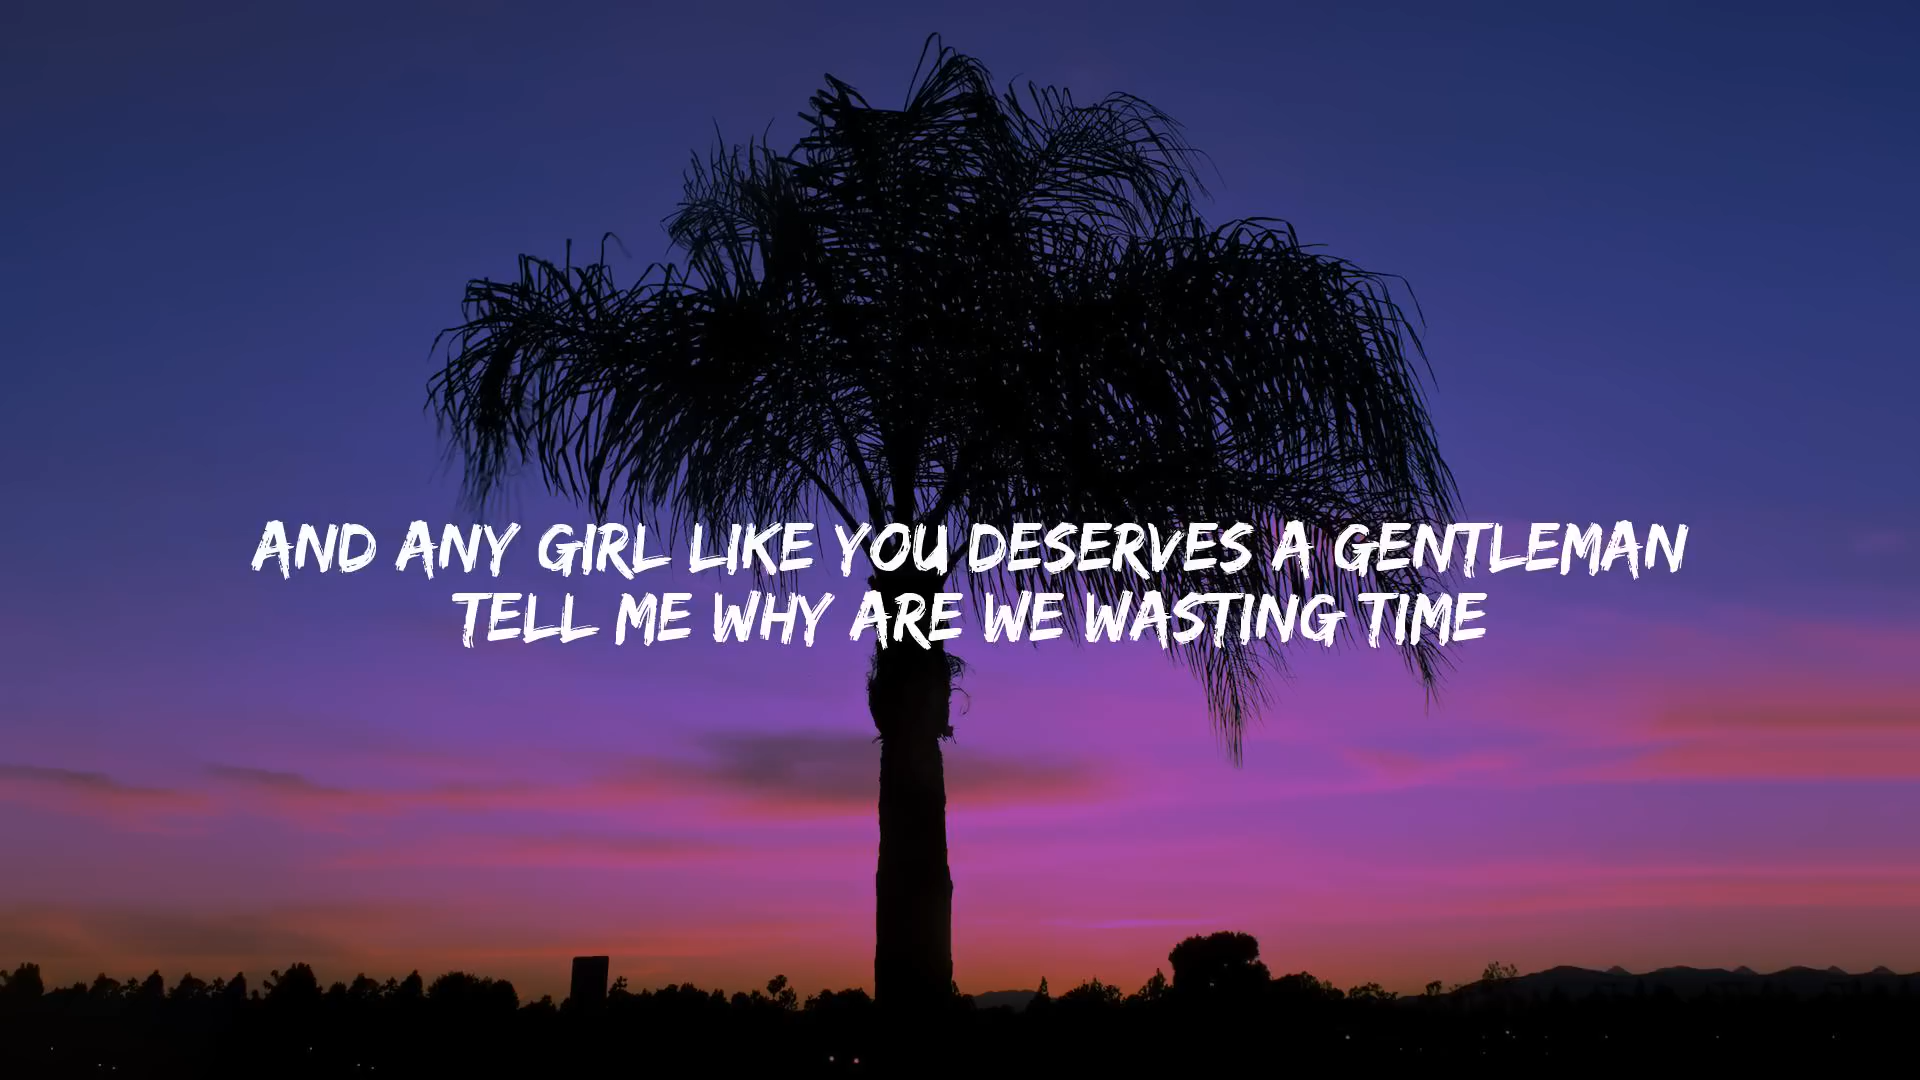 AND ANY GIRL LIKE YOU DESERVES A GENTLEMAN
TELL ME WHY ARE WE WASTING TIME